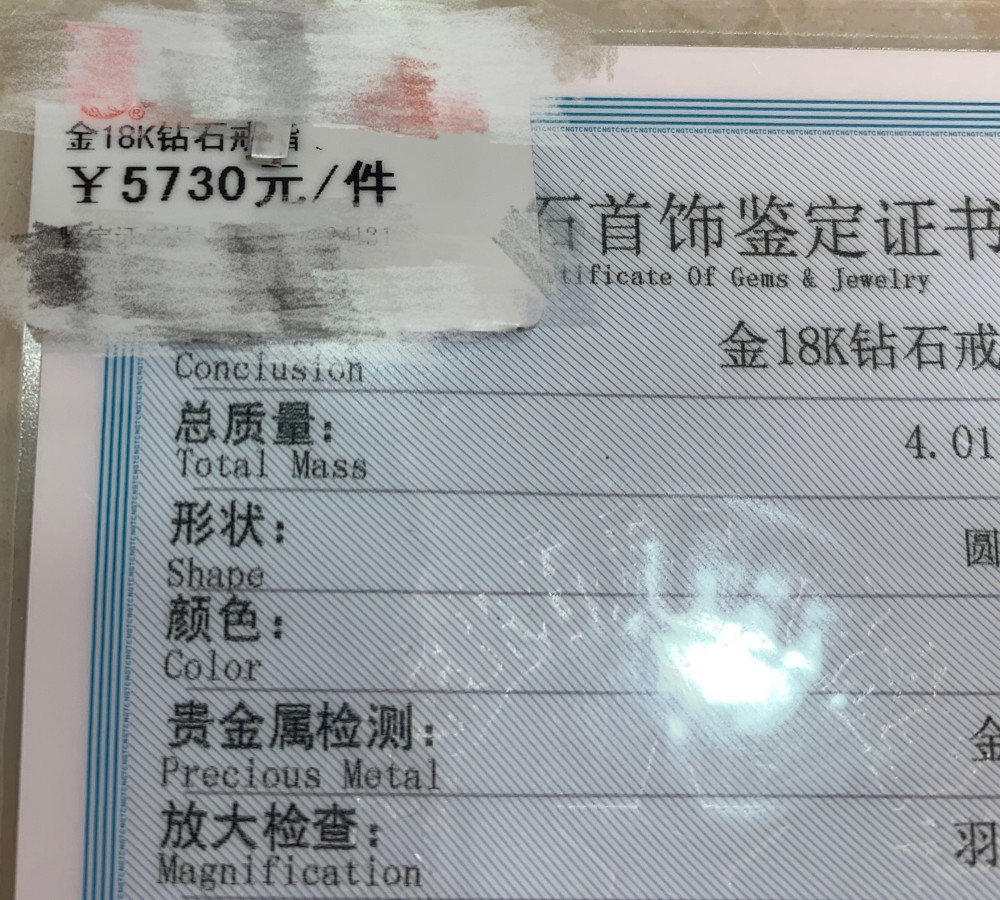 金18K钻石戒
￥5730元/件
石首饰鉴定证书
tificate Of Gems & Jewelry
Conclusion
金18K钻石戒
总质量:
4.01
Total Mass
形状:
圆
Shape
颜色:
Color
贵金属检测:
金
Precious Metal
放大检查:
羽
Magnification